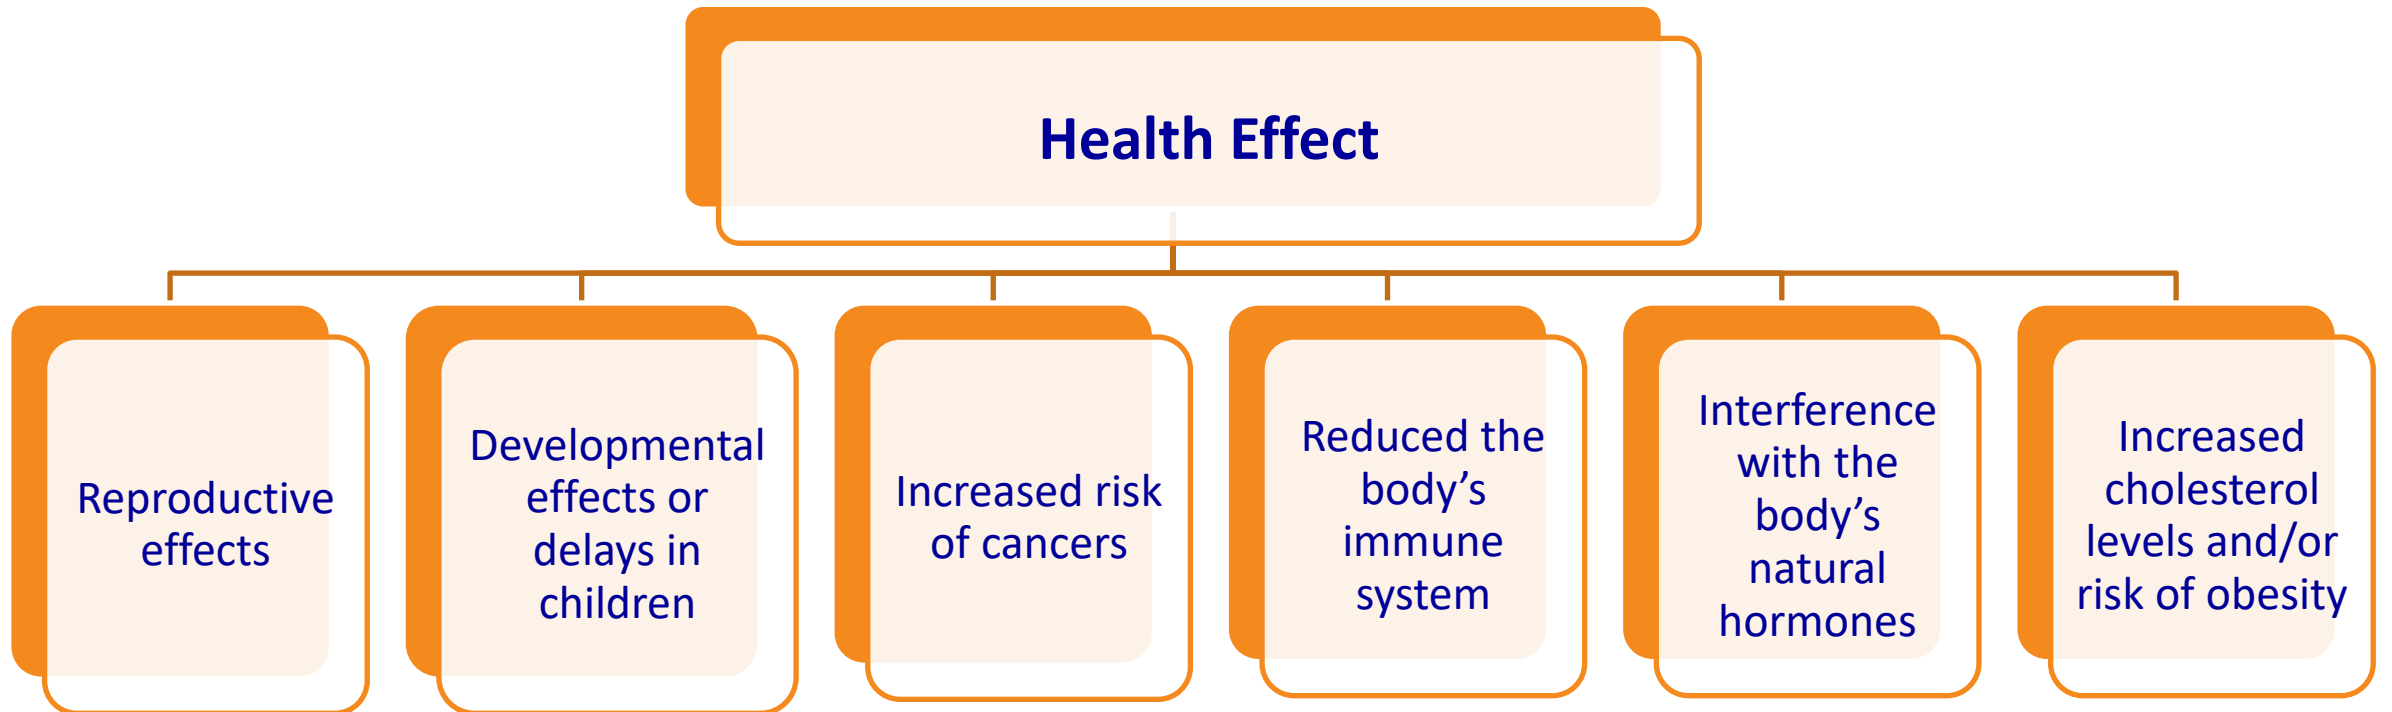 Health Effect
Reproductive
effects
Developmental
effects or
delays in
children
Increased risk
of cancers
Reduced the
body’s
immune
system
Interference
with the
body’s
natural
hormones
Increased
cholesterol
levels and/or
risk of obesity